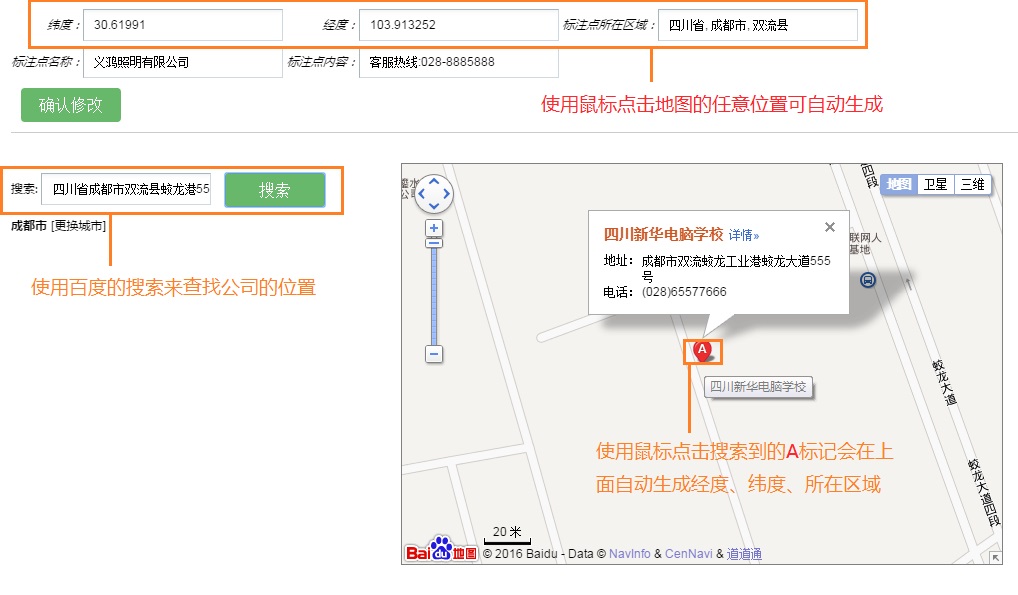 纬度： 30.61991 经度： 103.913252 标注点所在区域： 四川省, 成都市, 双流县
标注点名称： 义鸿照明有限公司 标注点内容： 客服热线:028-8885888
确认修改
使用鼠标点击地图的任意位置可自动生成
搜索: 四川省成都市双流县蛟龙港55 搜索
成都市 [更换城市]
使用百度的搜索来查找公司的位置
四段
地图 卫星 三维
四川新华电脑学校 详情»
地址： 成都市双流蛟龙工业港蛟龙大道555
号
电话： (028)65577666
联网人
基地
A
四川新华电脑学校
蛟龙大道
使用鼠标点击搜索到的A标记会在上
面自动生成经度、纬度、所在区域
蛟龙大道四段
20 米
Bai du 地图 © 2016 Baidu - Data © NavInfo & CenNavi & 道道通